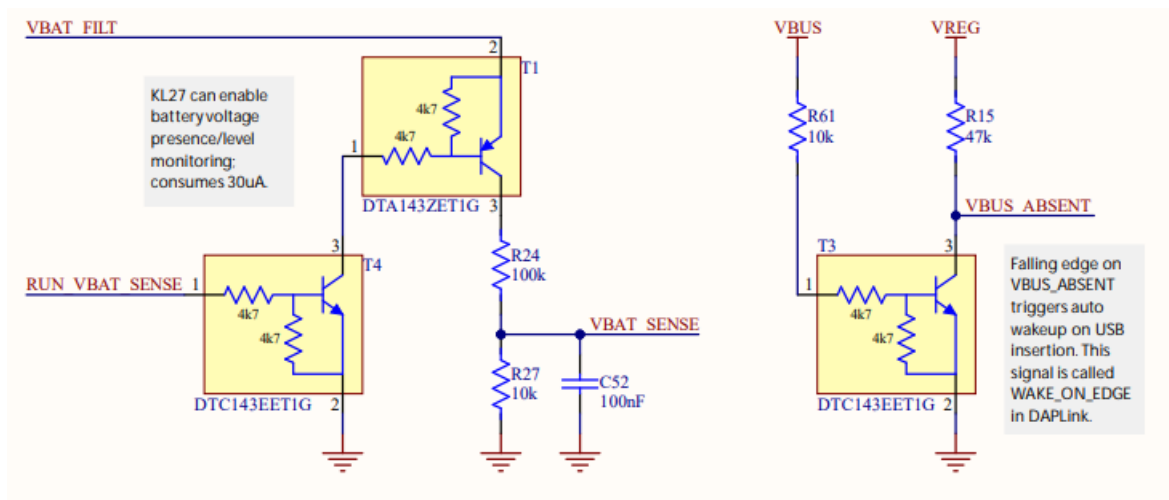 VBAT_FILT
2
T1
KL27 can enable
battery voltage
presence/level
monitoring;
consumes 30uA.
4k7
4k7
1
DTA143ZET1G
3
R24
100k
3
T4
RUN_VBAT_SENSE
1
4k7
4k7
DTC143EET1G
2
VBAT_SENSE
R27
10k
C52
100nF
VBUS
VREG
R61
10k
R15
47k
VBUS_ABSENT
T3
3
1
4k7
4k7
DTC143EET1G
2
Falling edge on
VBUS_ABSENT
triggers auto
wakeup on USB
insertion. This
signal is called
WAKE_ON_EDGE
in DAPLink.